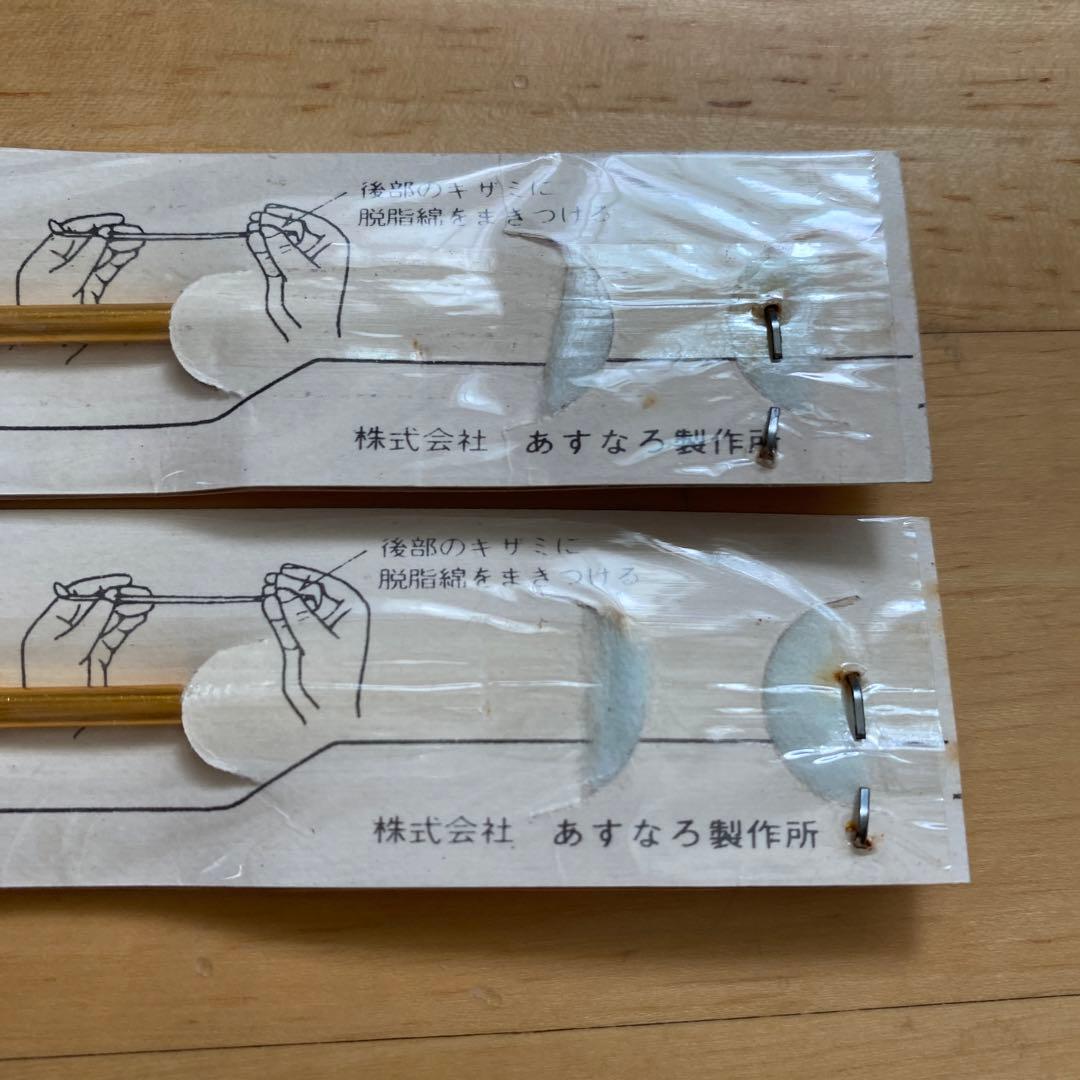 後部のキザミに
脱脂綿をまきつける
株式会社 あすなろ製作所
後部のキザミに
脱脂綿をまきつける
株式会社 あすなろ製作所